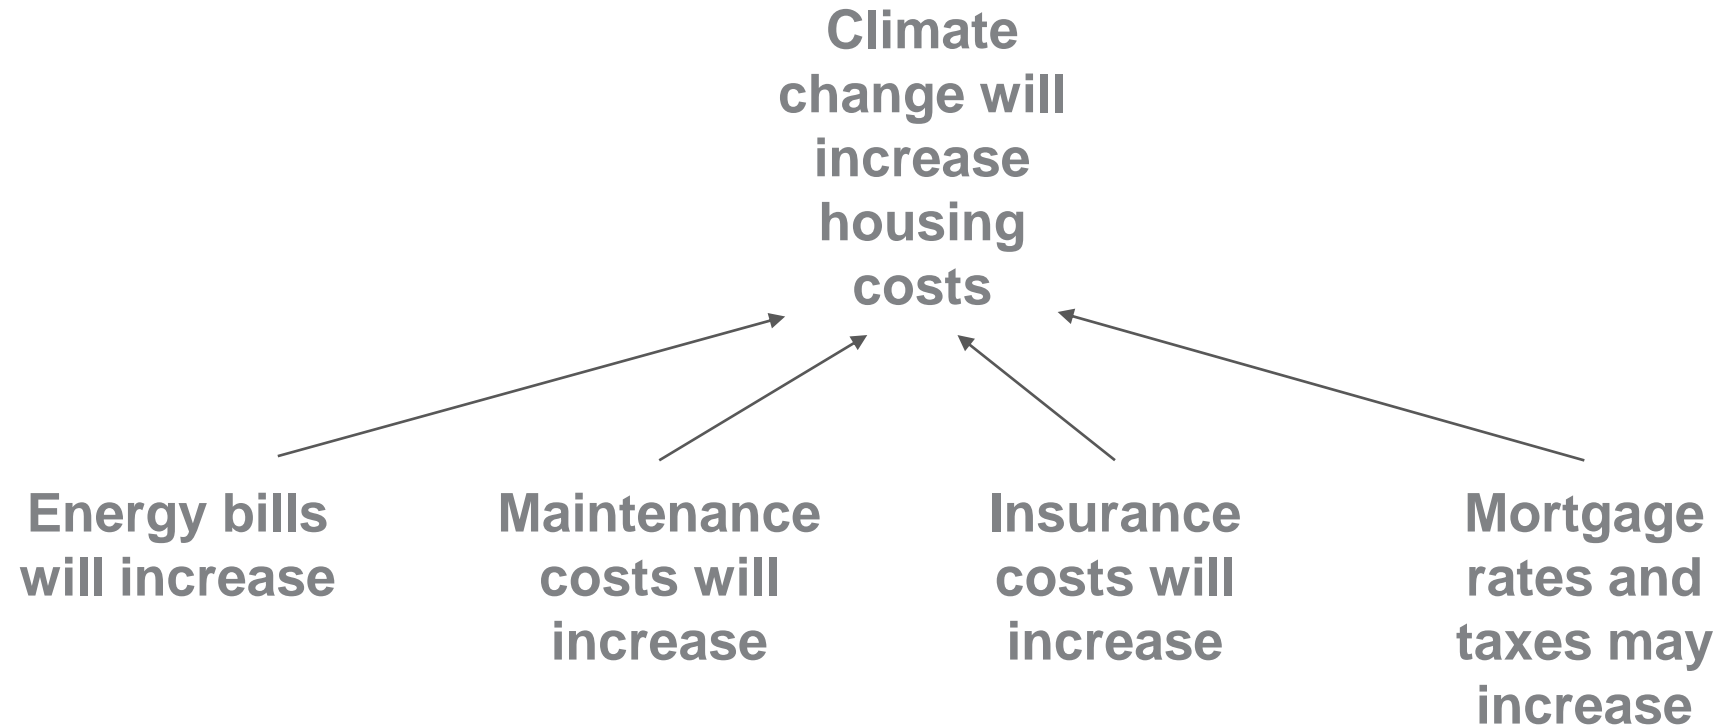 Climate
change will
increase
housing
costs
Energy bills
will increase
Maintenance
costs will
increase
Insurance
costs will
increase
Mortgage
rates and
taxes may
increase